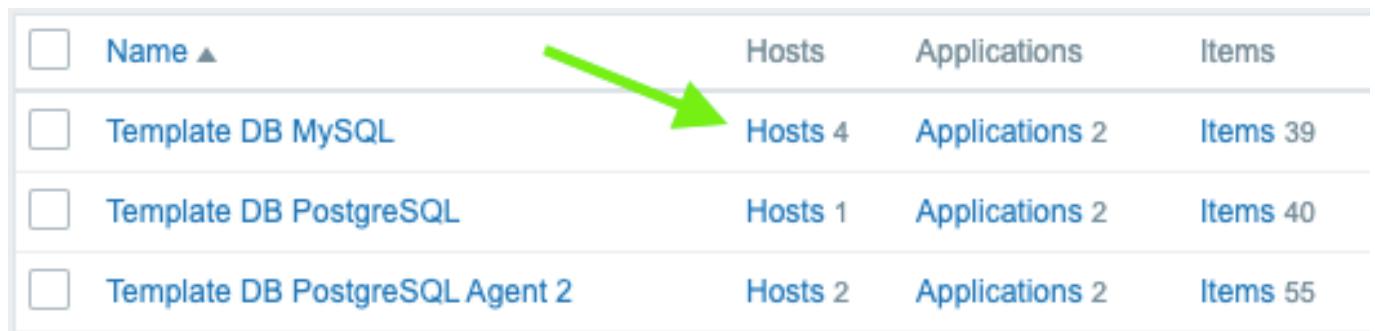 Name ▲ Hosts Applications Items
Template DB MySQL Hosts 4 Applications 2 Items 39
Template DB PostgreSQL Hosts 1 Applications 2 Items 40
Template DB PostgreSQL Agent 2 Hosts 2 Applications 2 Items 55